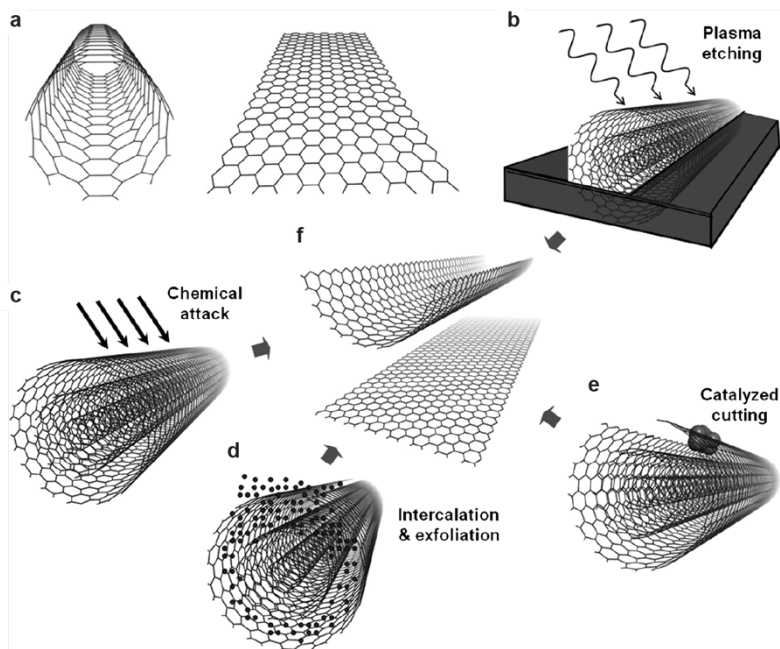 a
b
Plasma
etching
f
c
Chemical
attack
e
Catalyzed
cutting
d
Intercalation
& exfoliation